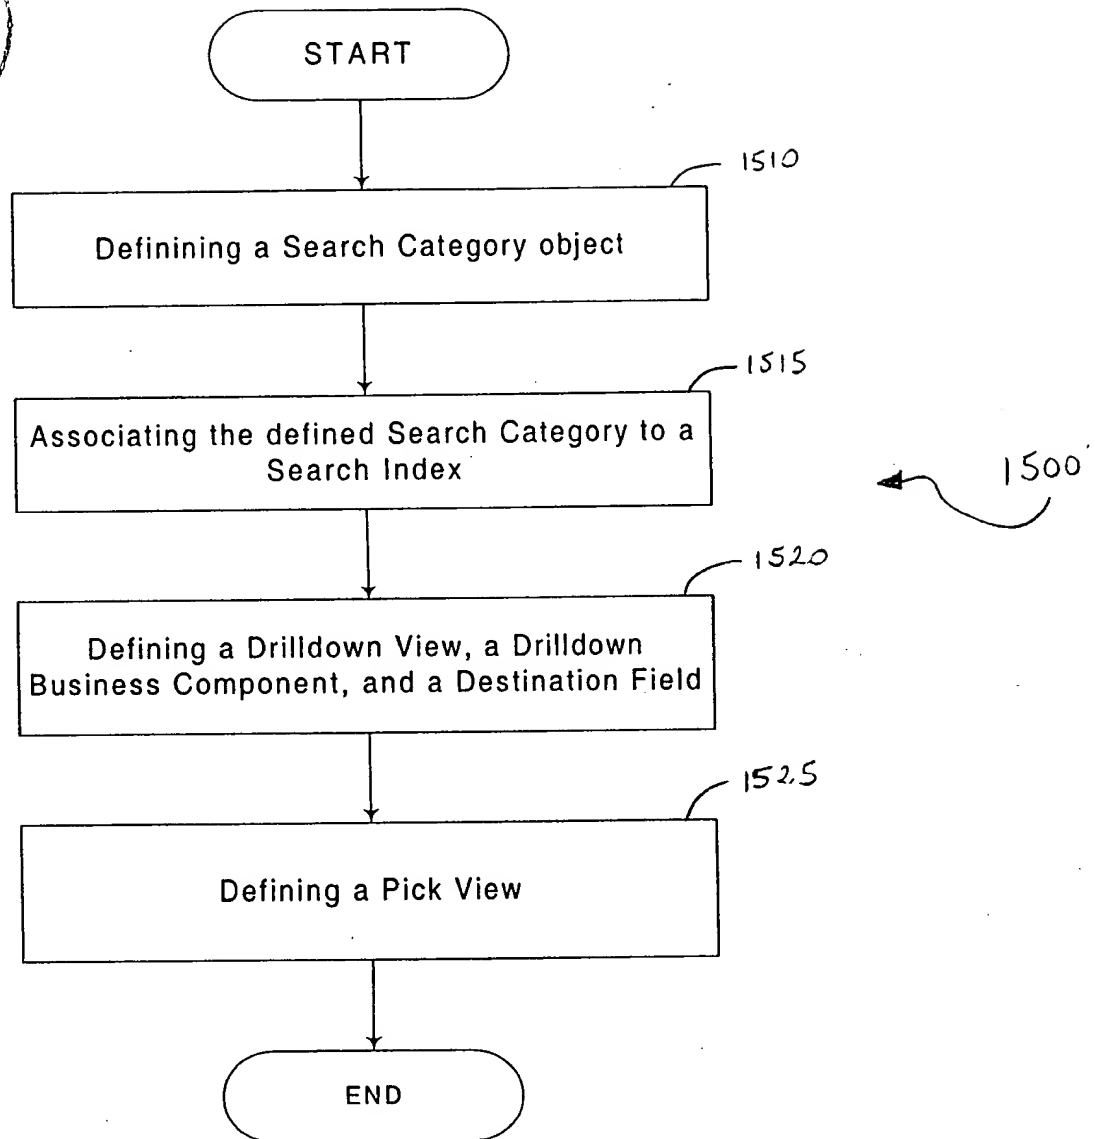 START
1510
Definining a Search Category object
1515
Associating the defined Search Category to a
Search Index
1500
1520
Defining a Drilldown View, a Drilldown
Business Component, and a Destination Field
1525
Defining a Pick View
END